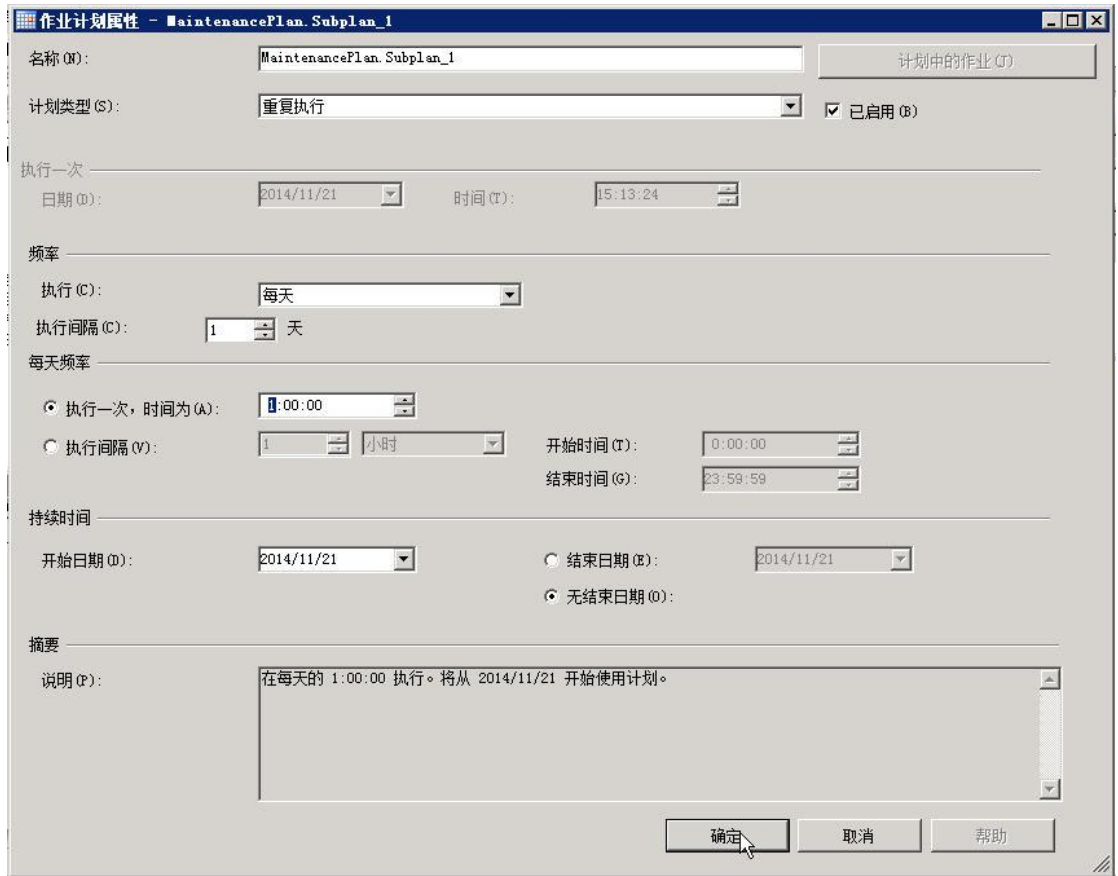 作业计划属性 - MaintenancePlan.Subplan_1
名称(N): MaintenancePlan.Subplan_1 计划中的作业(J)
计划类型(S): 重复执行 已启用(B)
执行一次
日期(D): 2014/11/21 时间(T): 15:13:24
频率
执行(C): 每天
执行间隔(C): 1 天
每天频率
执行一次，时间为(A): 1:00:00
执行间隔(V): 1 小时 开始时间(T): 0:00:00
结束时间(G): 23:59:59
持续时间
开始日期(D): 2014/11/21 结束日期(E): 2014/11/21
无结束日期(O):
摘要
说明(P): 在每天的 1:00:00 执行。将从 2014/11/21 开始使用计划。
确定 取消 帮助